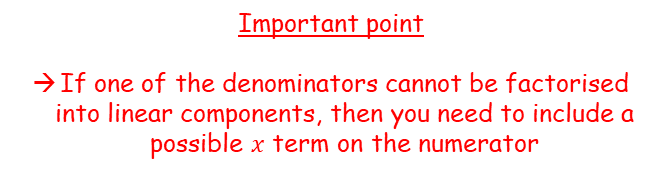 Important point
→ If one of the denominators cannot be factorised
into linear components, then you need to include a
possible x term on the numerator